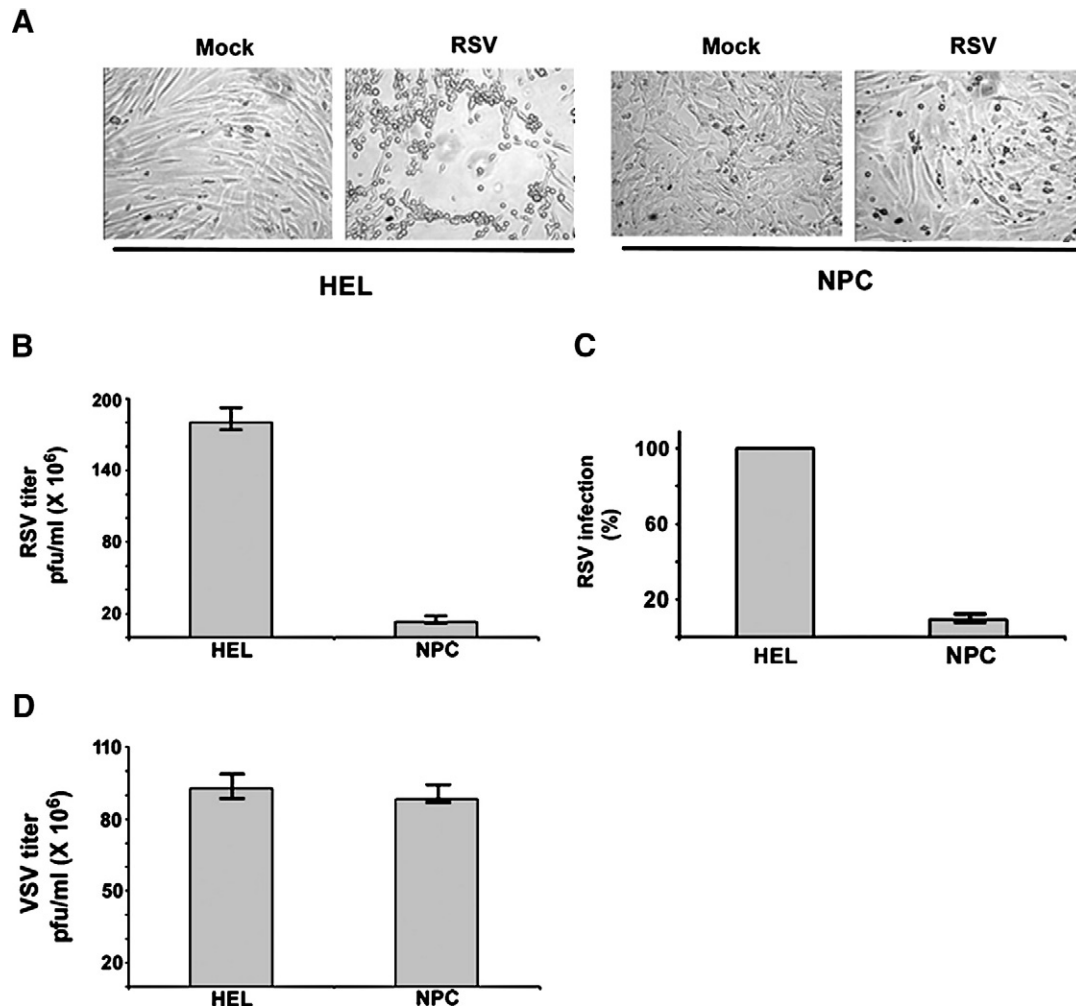 A
Mock RSV Mock RSV
HEL NPC
B
200
140
80
20
RSV titer
pfu/ml (X 10⁶)
HEL NPC
C
100
60
20
RSV infection
(%)
HEL NPC
D
110
80
50
20
VSV titer
pfu/ml (X 10⁶)
HEL NPC